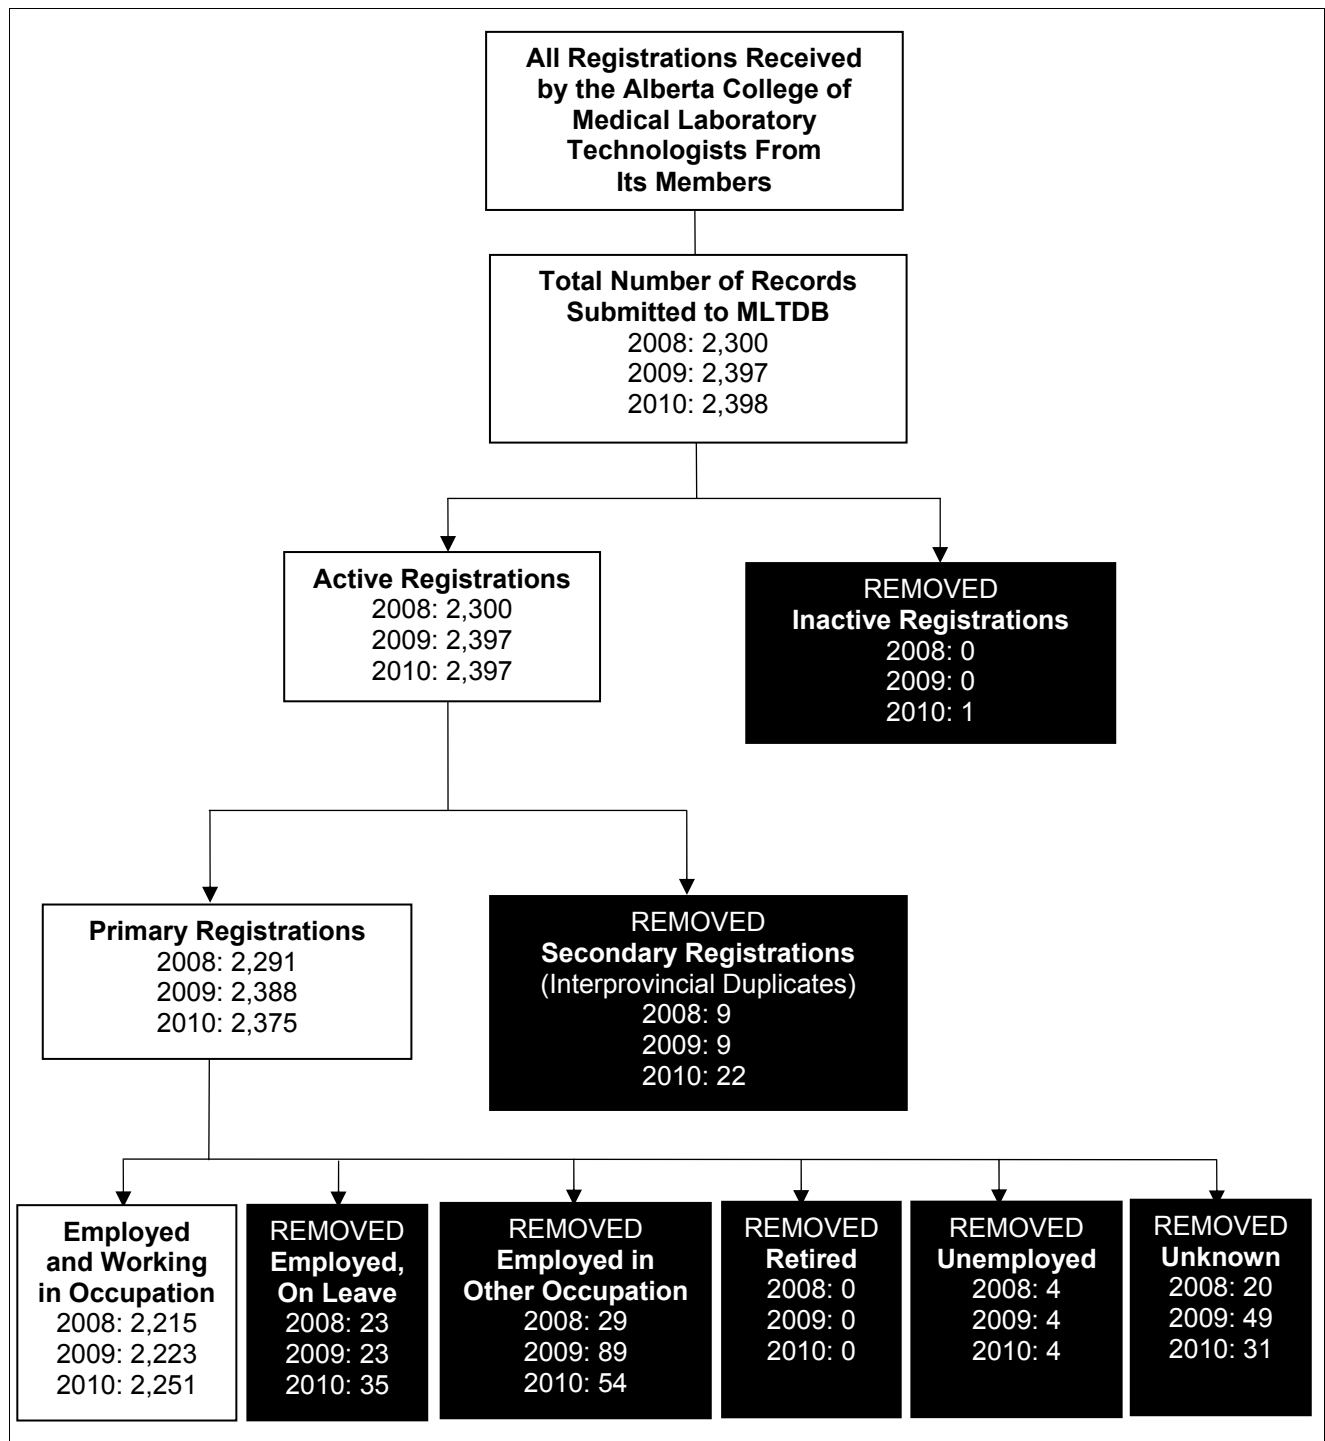 All Registrations Received
by the Alberta College of
Medical Laboratory
Technologists From
Its Members
Total Number of Records
Submitted to MLTDB
2008: 2,300
2009: 2,397
2010: 2,398
Active Registrations
2008: 2,300
2009: 2,397
2010: 2,397
REMOVED
Inactive Registrations
2008: 0
2009: 0
2010: 1
Primary Registrations
2008: 2,291
2009: 2,388
2010: 2,375
REMOVED
Secondary Registrations
(Interprovincial Duplicates)
2008: 9
2009: 9
2010: 22
Employed
and Working
in Occupation
2008: 2,215
2009: 2,223
2010: 2,251
REMOVED
Employed,
On Leave
2008: 23
2009: 23
2010: 35
REMOVED
Employed in
Other Occupation
2008: 29
2009: 89
2010: 54
REMOVED
Retired
2008: 0
2009: 0
2010: 0
REMOVED
Unemployed
2008: 4
2009: 4
2010: 4
REMOVED
Unknown
2008: 20
2009: 49
2010: 31